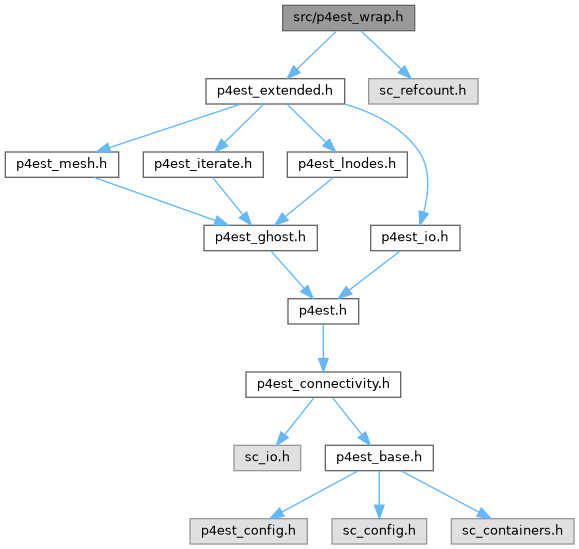 src/p4est_wrap.h
p4est_extended.h
sc_refcount.h
p4est_mesh.h
p4est_iterate.h
p4est_lnodes.h
p4est_ghost.h
p4est_io.h
p4est.h
p4est_connectivity.h
sc_io.h
p4est_base.h
p4est_config.h
sc_config.h
sc_containers.h